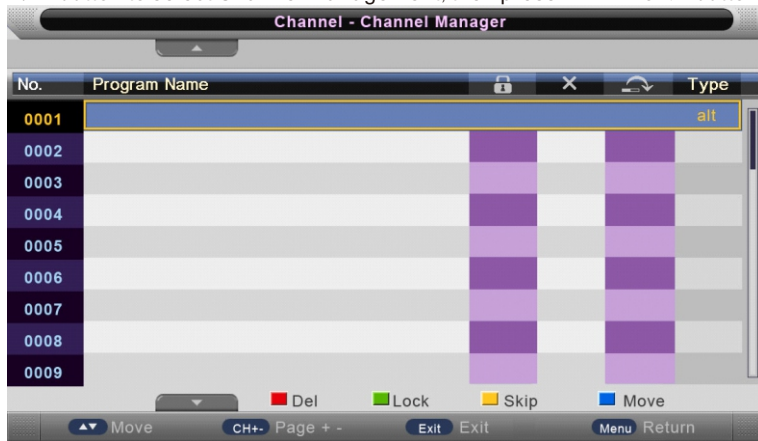 Channel - Channel Manager
No. Program Name Type
0001 alt
0002
0003
0004
0005
0006
0007
0008
0009
Del Lock Skip Move
Move CH+- Page + - Exit Exit Menu Return